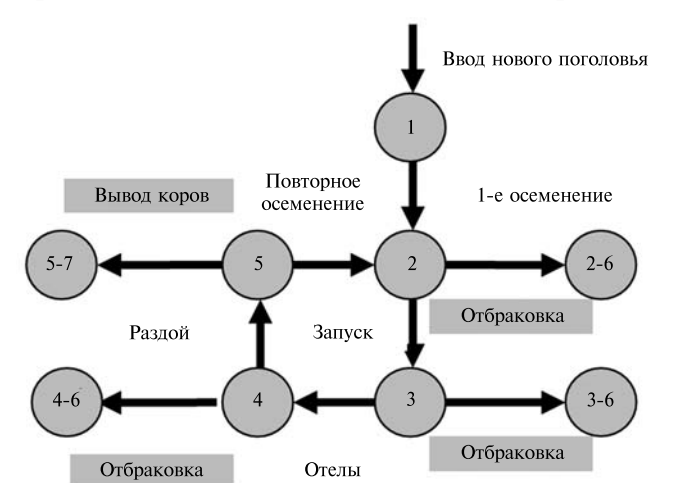 Ввод нового поголовья
1
Вывод коров
Повторное
осеменение
1-е осеменение
5-7
5
2
2-6
Раздой
Запуск
Отбраковка
4-6
4
3
3-6
Отбраковка
Отелы
Отбраковка